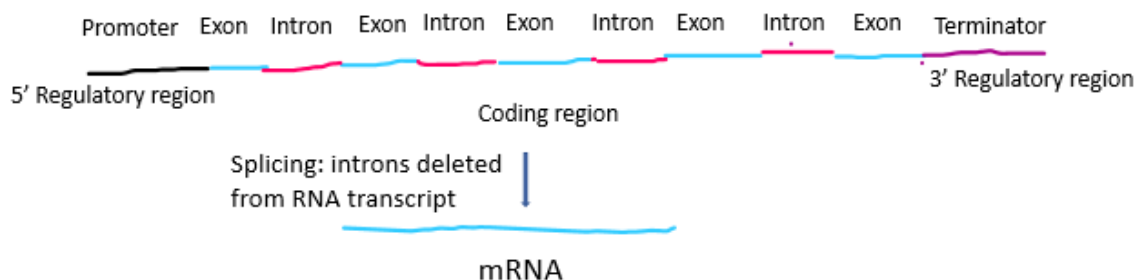 Promoter Exon Intron Exon Intron Exon Intron Exon Intron Exon Terminator
5’ Regulatory region
3’ Regulatory region
Coding region
Splicing: introns deleted
from RNA transcript
mRNA